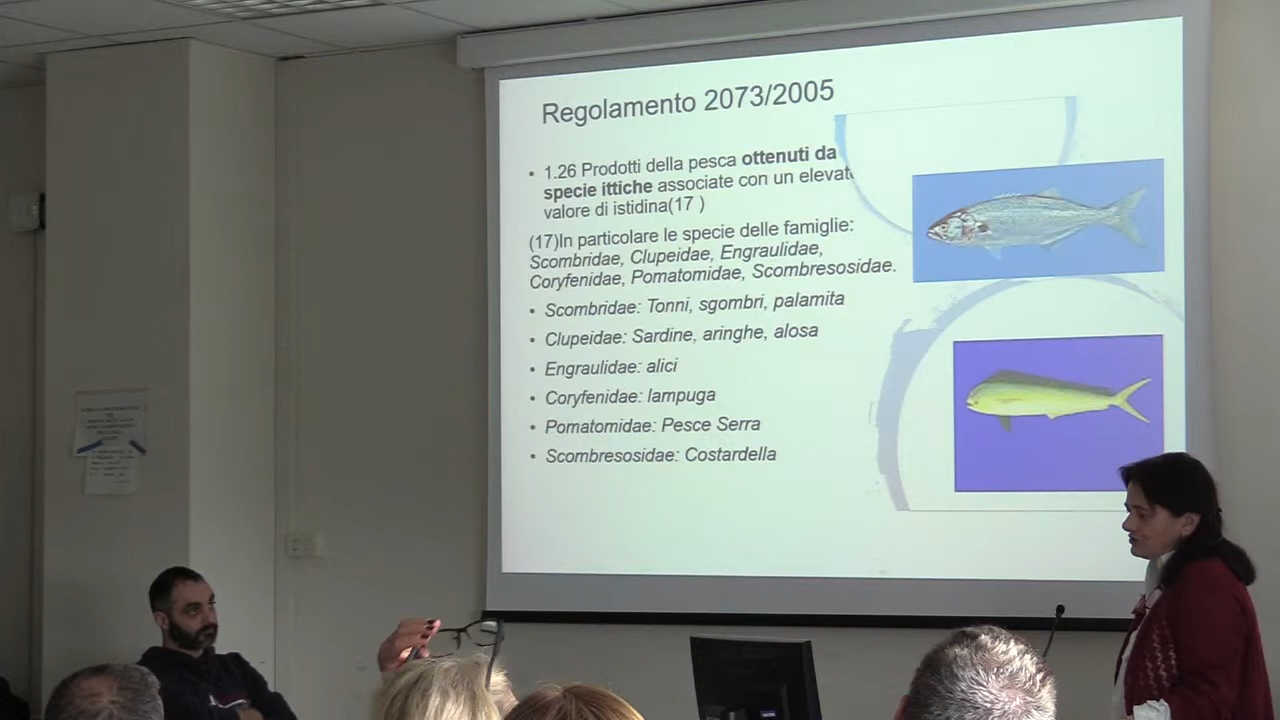 Regolamento 2073/2005
• 1.26 Prodotti della pesca ottenuti da
specie ittiche associate con un elevato
valore di istidina(17 )
(17)In particolare le specie delle famiglie:
Scombridae, Clupeidae, Engraulidae,
Coryfenidae, Pomatomidae, Scombresosidae.
• Scombridae: Tonni, sgombri, palamita
• Clupeidae: Sardine, aringhe, alosa
• Engraulidae: alici
• Coryfenidae: lampuga
• Pomatomidae: Pesce Serra
• Scombresosidae: Costardella